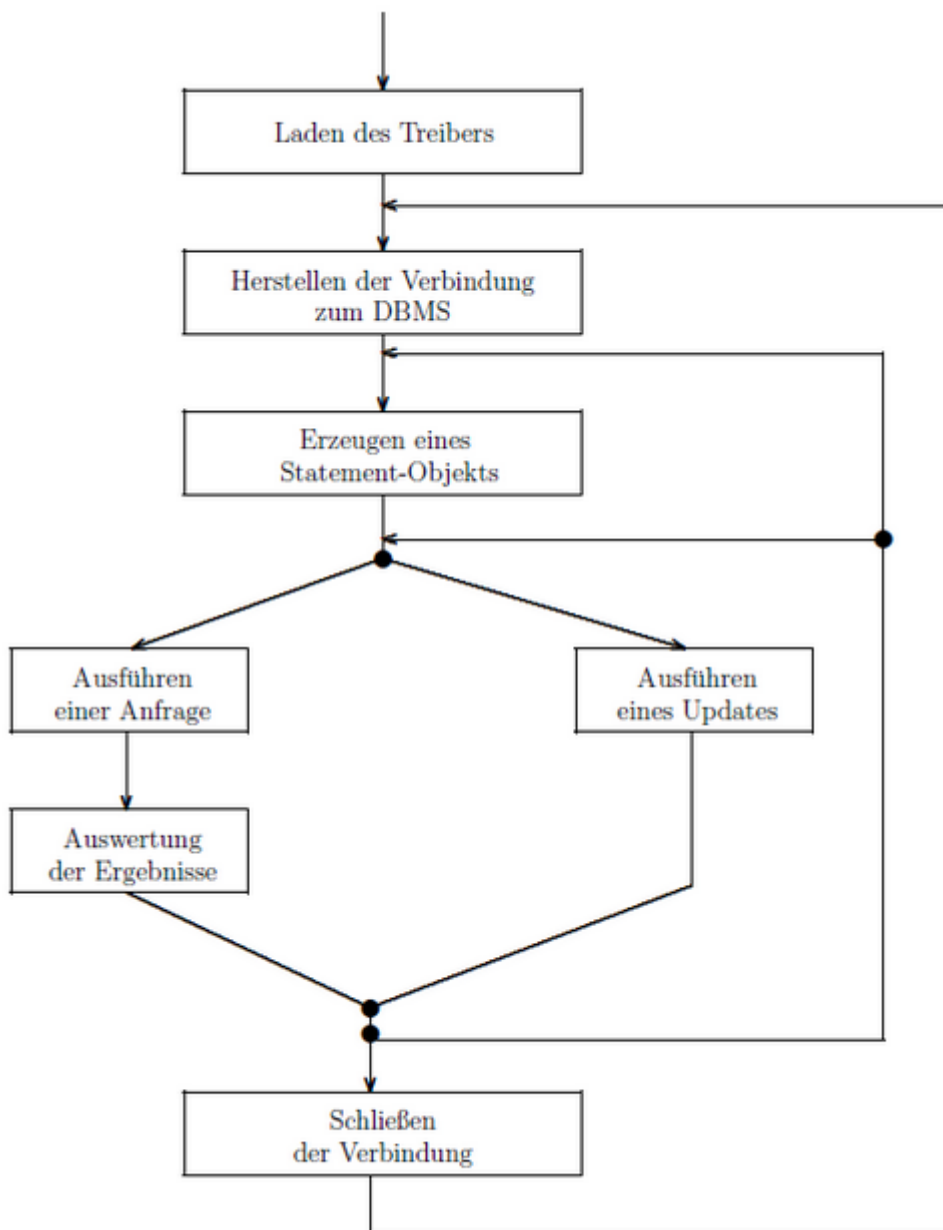 Laden des Treibers
Herstellen der Verbindung
zum DBMS
Erzeugen eines
Statement-Objekts
Ausführen
einer Anfrage
Ausführen
eines Updates
Auswertung
der Ergebnisse
Schließen
der Verbindung